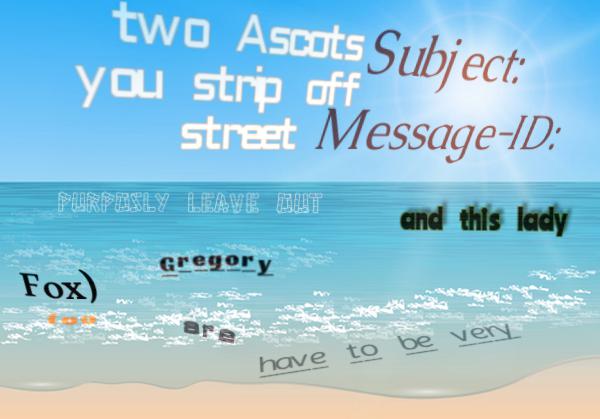 two Ascots
you strip off
street
Subject:
Message-ID:
PURPOSLY LEAVE OUT
and this lady
Gregory
Fox)
foo
are
have to be very